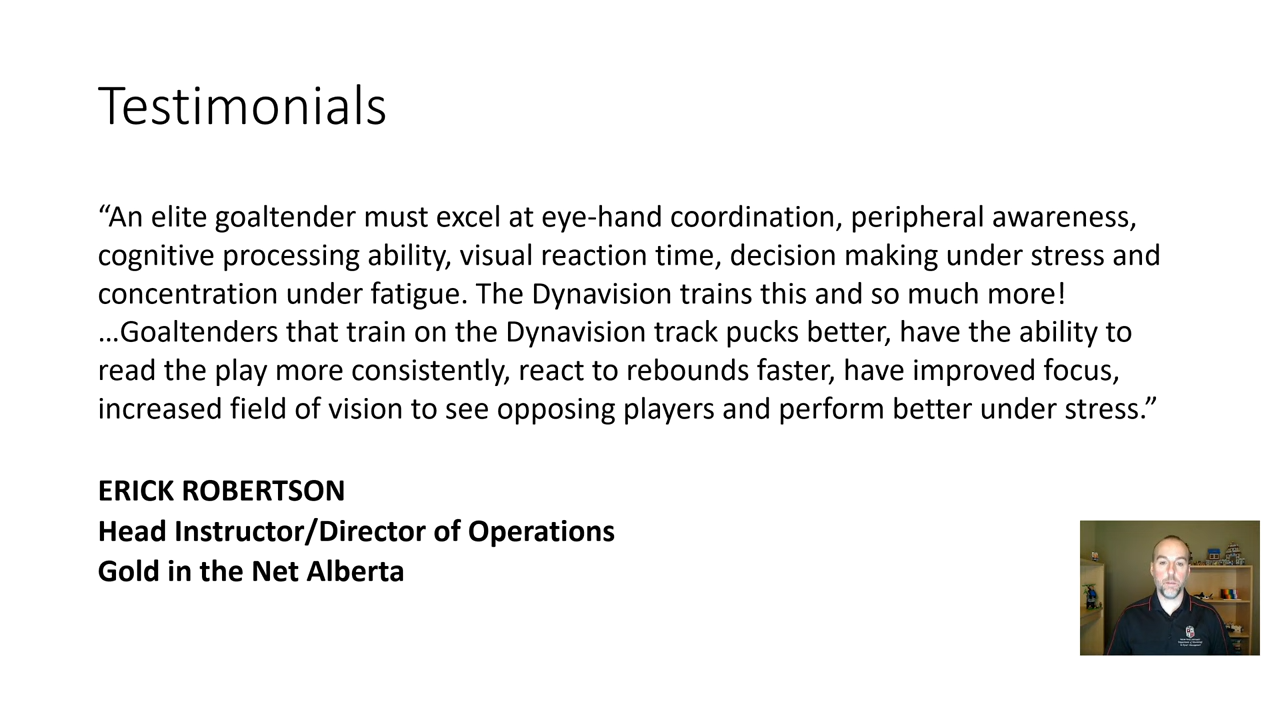 Testimonials
“An elite goaltender must excel at eye-hand coordination, peripheral awareness,
cognitive processing ability, visual reaction time, decision making under stress and
concentration under fatigue. The Dynavision trains this and so much more!
…Goaltenders that train on the Dynavision track pucks better, have the ability to
read the play more consistently, react to rebounds faster, have improved focus,
increased field of vision to see opposing players and perform better under stress.”
ERICK ROBERTSON
Head Instructor/Director of Operations
Gold in the Net Alberta